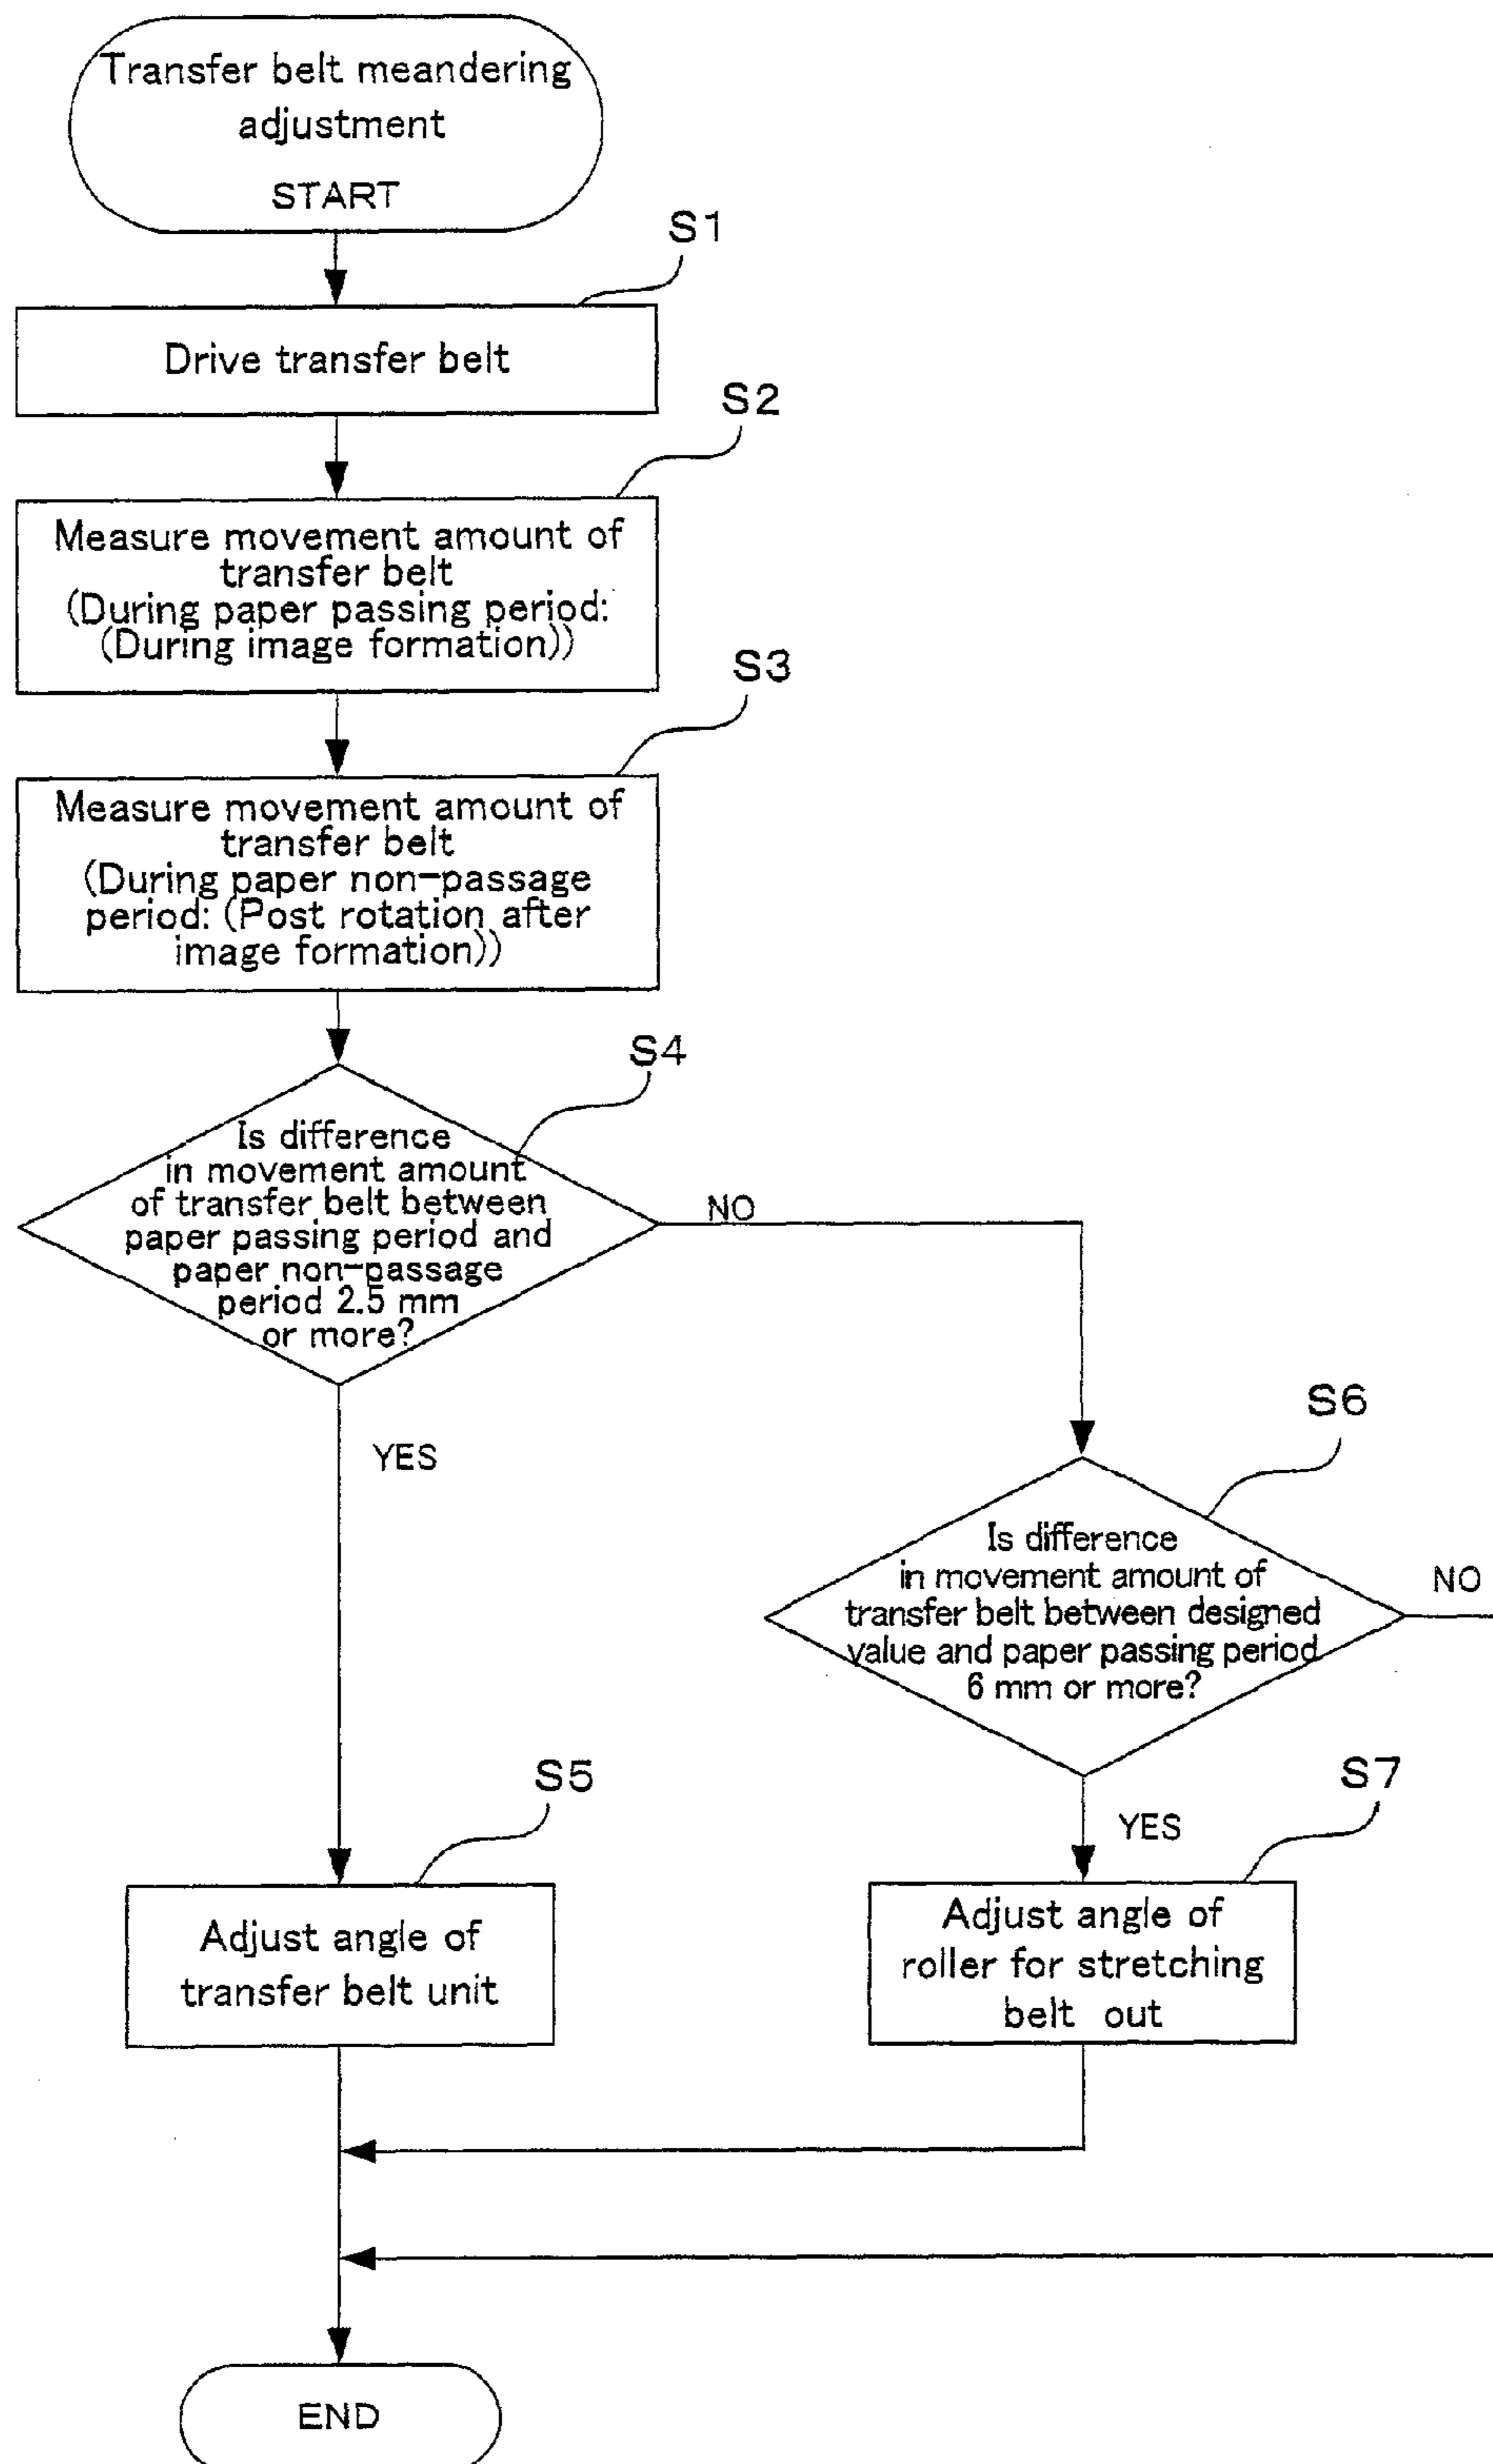 Transfer belt meandering
adjustment
START
S1
Drive transfer belt
S2
Measure movement amount of
transfer belt
(During paper passing period:
(During image formation))
S3
Measure movement amount of
transfer belt
(During paper non-passage
period: (Post rotation after
image formation))
S4
Is difference
in movement amount
of transfer belt between
paper passing period and
paper non-passage
period 2.5 mm
or more?
NO
YES
S6
Is difference
in movement amount of
transfer belt between designed
value and paper passing period
6 mm or more?
NO
YES
S5
Adjust angle of
transfer belt unit
S7
Adjust angle of
roller for stretching
belt out
END